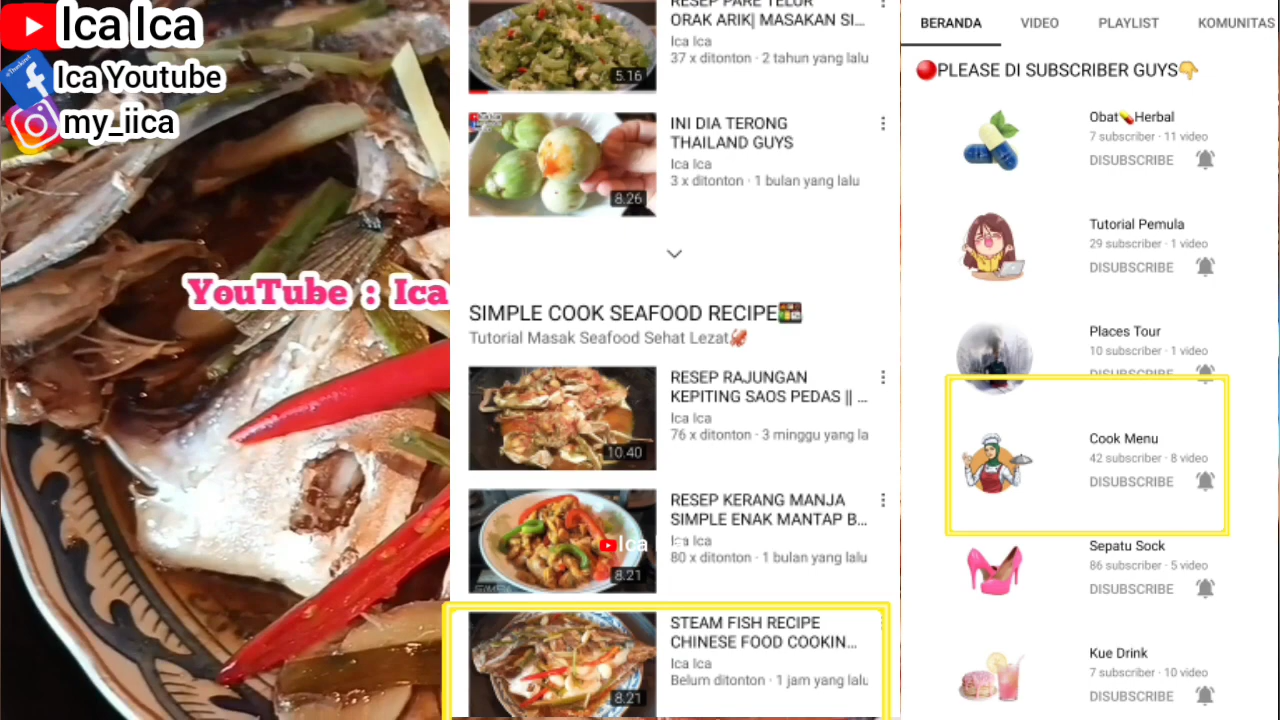 Ica Ica
Ica Youtube
my_iica
YouTube : Ica
RESEP PARE TELUR
ORAK ARIK| MASAKAN SI...
Ica Ica
37 x ditonton · 2 tahun yang lalu
5.16
INI DIA TERONG
THAILAND GUYS
Ica Ica
3 x ditonton · 1 bulan yang lalu
8.26
SIMPLE COOK SEAFOOD RECIPE
Tutorial Masak Seafood Sehat Lezat
RESEP RAJUNGAN
KEPITING SAOS PEDAS || ...
Ica Ica
76 x ditonton · 3 minggu yang la
10.40
RESEP KERANG MANJA
SIMPLE ENAK MANTAP B...
Ica Ica
80 x ditonton · 1 bulan yang lalu
8.21
STEAM FISH RECIPE
CHINESE FOOD COOKIN...
Ica Ica
Belum ditonton · 1 jam yang lalu
8.21
BERANDA VIDEO PLAYLIST KOMUNITAS
PLEASE DI SUBSCRIBER GUYS
Obat Herbal
7 subscriber · 11 video
DISUBSCRIBE
Tutorial Pemula
29 subscriber · 1 video
DISUBSCRIBE
Places Tour
10 subscriber · 1 video
DISUBSCRIBE
Cook Menu
42 subscriber · 8 video
DISUBSCRIBE
Sepatu Sock
86 subscriber · 5 video
DISUBSCRIBE
Kue Drink
7 subscriber · 10 video
DISUBSCRIBE